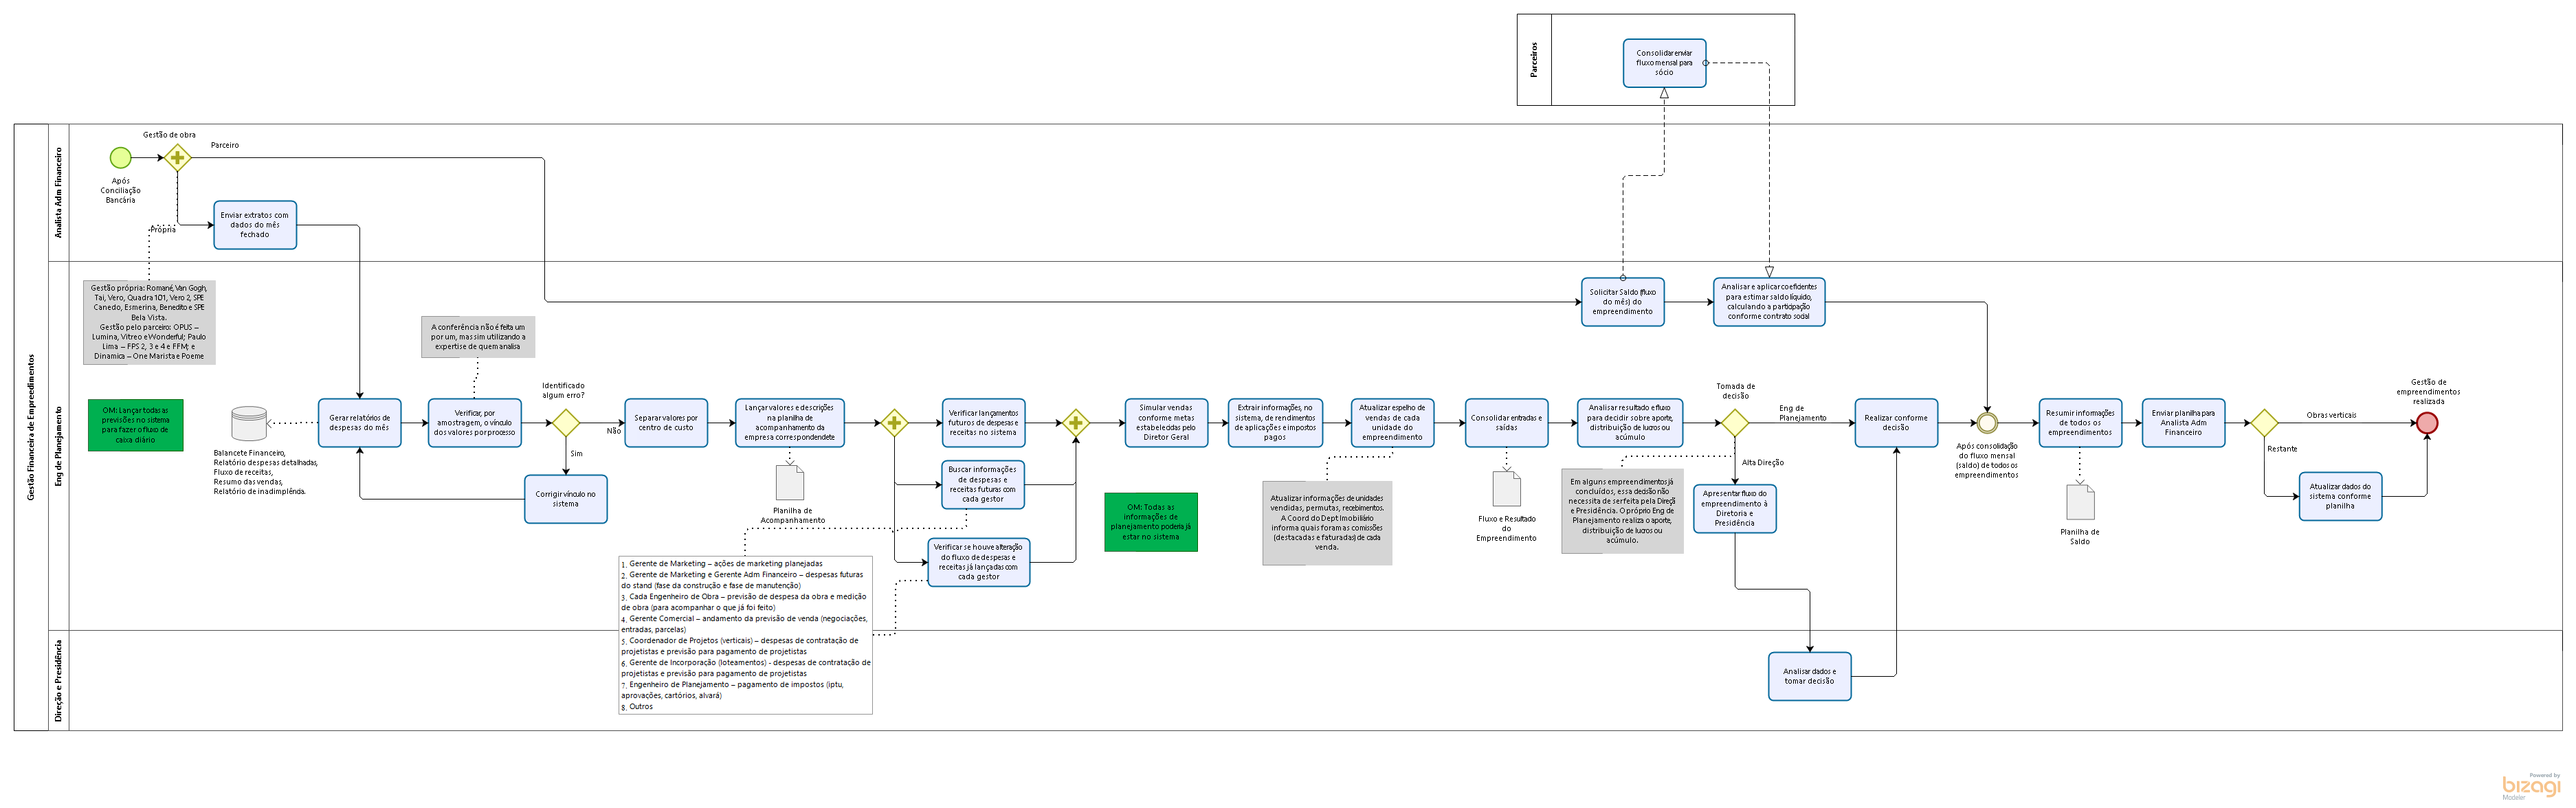 Parceiros
Consolidar enviar
fluxo mensal para
sócio
Gestão Financeira de Empreedimentos
Analista Adm Financeiro
Gestão de obra
Parceiro
Após
Conciliação
Bancária
Própria
Enviar extratos com
dados do mês
fechado
Eng de Planejamento
Gestão própria: Romané, Van Gogh,
Tai, Vero, Quadra 101, Vero 2, SPE
Canedo, Esmerina, Benedito e SPE
Bela Vista.
Gestão pelo parceiro: OPUS –
Lumina, Vitreo e Wonderful; Paulo
Lima – FPS 2, 3 e 4 e FFM; e
Dinamica – One Marista e Poeme
OM: Lançar todas as
previsões no sistema
para fazer o fluxo de
caixa diário
Balancete Financeiro,
Relatório despesas detalhadas,
Fluxo de receitas,
Resumo das vendas,
Relatório de inadimplência.
Gerar relatórios de
despesas do mês
A conferência não é feita um
por um, mas sim utilizando a
expertise de quem analisa
Verificar, por
amostragem, o vínculo
dos valores por processo
Identificado
algum erro?
Não
Sim
Corrigir vínculo no
sistema
Separar valores por
centro de custo
Lançar valores e descrições
na planilha de
acompanhamento da
empresa correspondendete
Planilha de
Acompanhamento
Verificar lançamentos
futuros de despesas e
receitas no sistema
Buscar informações
de despesas e
receitas futuras com
cada gestor
Verificar se houve alteração
do fluxo de despesas e
receitas já lançadas com
cada gestor
1. Gerente de Marketing – ações de marketing planejadas
2. Gerente de Marketing e Gerente Adm Financeiro – despesas futuras
do stand (fase da construção e fase de manutenção)
3. Cada Engenheiro de Obra – previsão de despesa da obra e medição
de obra (para acompanhar o que já foi feito)
4. Gerente Comercial – andamento da previsão de venda (negociações,
entradas, parcelas)
5. Coordenador de Projetos (verticais) – despesas de contratação de
projetistas e previsão para pagamento de projetistas
6. Gerente de Incorporação (loteamentos) - despesas de contratação de
projetistas e previsão para pagamento de projetistas
7. Engenheiro de Planejamento – pagamento de impostos (iptu,
aprovações, cartórios, alvará)
8. Outros
Simular vendas
conforme metas
estabelecidas pelo
Diretor Geral
OM: Todas as
informações de
planejamento poderia já
estar no sistema
Extrair informações, no
sistema, de rendimentos
de aplicações e impostos
pagos
Atualizar espelho de
vendas de cada
unidade do
empreendimento
Atualizar informações de unidades
vendidas, permutas, recebimentos.
A Coord do Dept Imobiliário
informa quais foram as comissões
(destacadas e faturadas) de cada
venda.
Consolidar entradas e
saídas
Fluxo e Resultado
do
Empreendimento
Solicitar Saldo (fluxo
do mês) do
empreendimento
Analisar e aplicar coeficientes
para estimar saldo líquido,
calculando a participação
conforme contrato social
Analisar resultado e fluxo
para decidir sobre aporte,
distribuição de lucros ou
acúmulo
Tomada de
decisão
Eng de
Planejamento
Alta Direção
Em alguns empreendimentos já
concluídos, essa decisão não
necessita de ser feita pela Direçã
e Presidência. O próprio Eng de
Planejamento realiza o aporte,
distribuição de lucros ou
acúmulo.
Apresentar fluxo do
empreendimento à
Diretoria e
Presidência
Realizar conforme
decisão
Após consolidação
do fluxo mensal
(saldo) de todos os
empreendimentos
Resumir informações
de todos os
empreendimentos
Planilha de
Saldo
Enviar planilha para
Analista Adm
Financeiro
Obras verticais
Restante
Atualizar dados do
sistema conforme
planilha
Gestão de
empreendimentos
realizada
Direção e Presidência
Analisar dados e
tomar decisão
Powered by
bizagi
Modeler